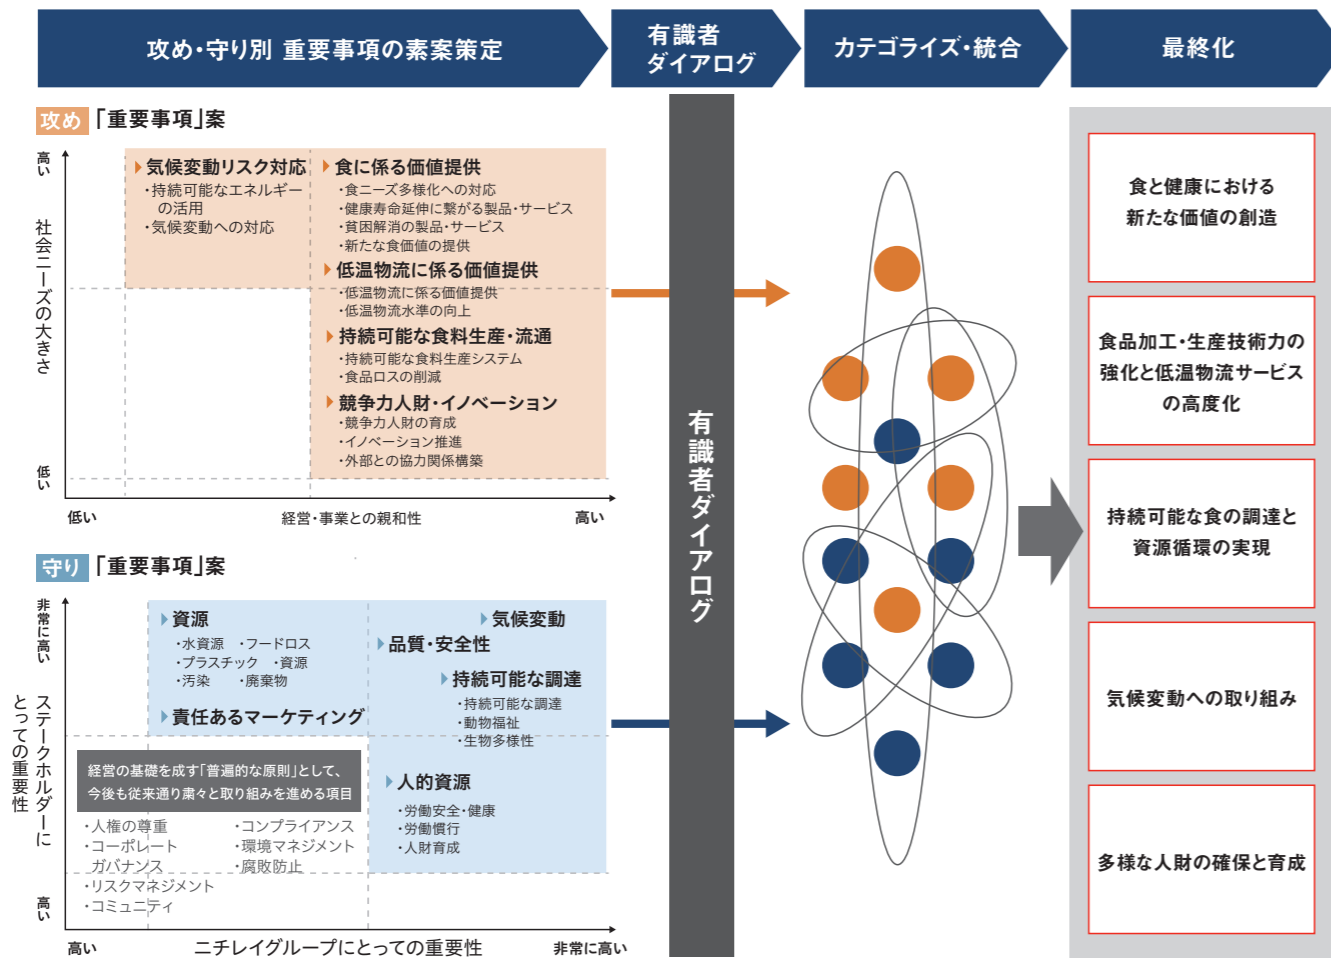 攻め・守り別 重要事項の素案策定
有識者
ダイアログ
カテゴライズ・統合
最終化
攻め 「重要事項」案
高い
社会ニーズの大きさ
低い
▶気候変動リスク対応
・持続可能なエネルギー
の活用
・気候変動への対応
▶食に係る価値提供
・食ニーズ多様化への対応
・健康寿命延伸に繋がる製品・サービス
・貧困解消の製品・サービス
・新たな食価値の提供
▶低温物流に係る価値提供
・低温物流に係る価値提供
・低温物流水準の向上
▶持続可能な食料生産・流通
・持続可能な食料生産システム
・食品ロスの削減
▶競争力人財・イノベーション
・競争力人財の育成
・イノベーション推進
・外部との協力関係構築
低い
経営・事業との親和性
高い
守り 「重要事項」案
非常に高い
ステークホルダーに
とっての重要性
高い
▶資源
・水資源 ・フードロス
・プラスチック ・資源
・汚染 ・廃棄物
▶責任あるマーケティング
▶気候変動
▶品質・安全性
▶持続可能な調達
・持続可能な調達
・動物福祉
・生物多様性
▶人的資源
・労働安全・健康
・労働慣行
・人財育成
経営の基礎を成す「普遍的な原則」として、
今後も従来通り粛々と取り組みを進める項目
・人権の尊重
・コーポレート
ガバナンス
・リスクマネジメント
・コミュニティ
・コンプライアンス
・環境マネジメント
・腐敗防止
高い
ニチレイグループにとっての重要性
非常に高い
有識者ダイアログ
食と健康における
新たな価値の創造
食品加工・生産技術力の
強化と低温物流サービス
の高度化
持続可能な食の調達と
資源循環の実現
気候変動への取り組み
多様な人財の確保と育成